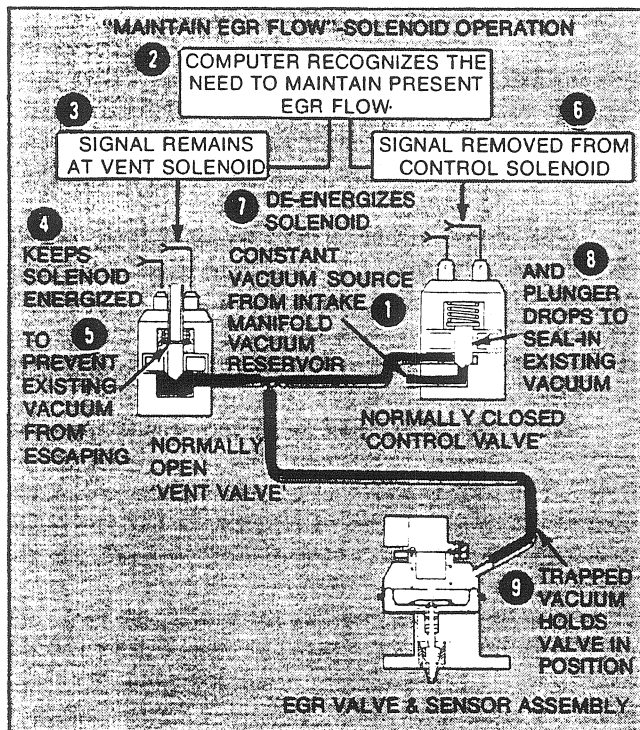 "MAINTAIN EGR FLOW"-SOLENOID OPERATION
2
COMPUTER RECOGNIZES THE
NEED TO MAINTAIN PRESENT
EGR FLOW.
3
SIGNAL REMAINS
AT VENT SOLENOID
6
SIGNAL REMOVED FROM
CONTROL SOLENOID
4
KEEPS
SOLENOID
ENERGIZED
5
TO
PREVENT
EXISTING
VACUUM
FROM
ESCAPING
7
DE-ENERGIZES
SOLENOID
1
CONSTANT
VACUUM SOURCE
FROM INTAKE
MANIFOLD
VACUUM
RESERVOIR
8
AND
PLUNGER
DROPS TO
SEAL-IN
EXISTING
VACUUM
NORMALLY
OPEN
'VENT VALVE'
NORMALLY CLOSED
'CONTROL VALVE"
9
TRAPPED
VACUUM
HOLDS
VALVE IN
POSITION
EGR VALVE & SENSOR ASSEMBLY